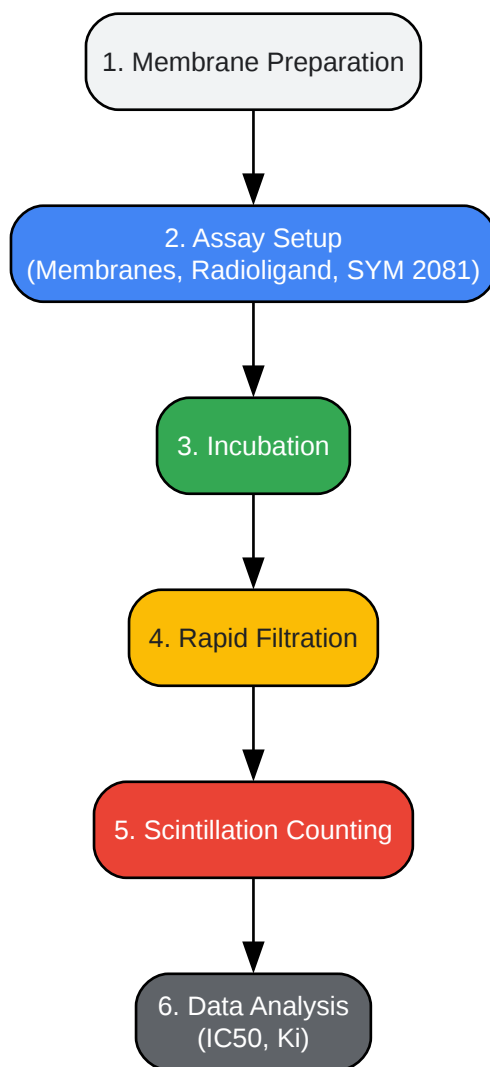 1. Membrane Preparation
2. Assay Setup
(Membranes, Radioligand, SYM 2081)
3. Incubation
4. Rapid Filtration
5. Scintillation Counting
6. Data Analysis
(IC50, Ki)